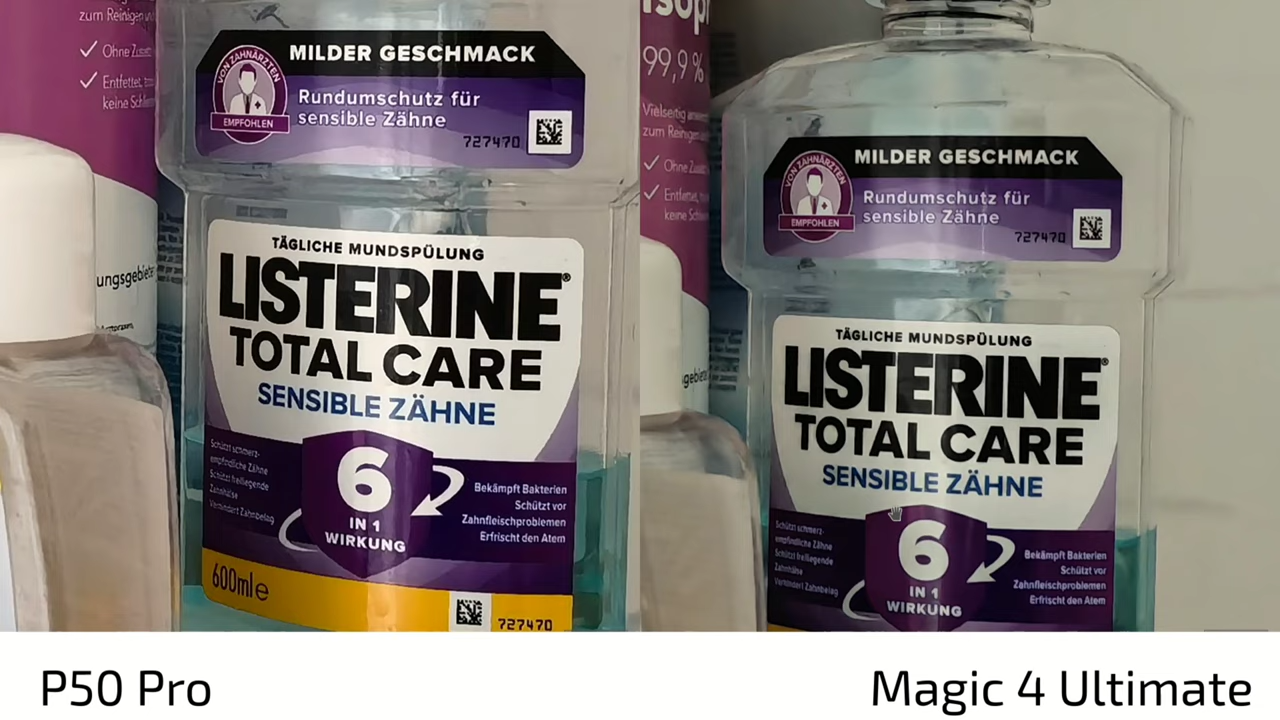 zum Reinigen
Ohne
Entfettet,
keine
ungsgebiete
VON ZAHNÄRZTEN
EMPFOHLEN
MILDER GESCHMACK
Rundumschutz für
sensible Zähne
727470
TÄGLICHE MUNDSPÜLUNG
LISTERINE®
TOTAL CARE
SENSIBLE ZÄHNE
Schützt schmerz-
empfindliche Zähne
Schützt freiliegende
Zahnhälse
Vermindert Zahnbelag
6
IN 1
WIRKUNG
Bekämpft Bakterien
Schützt vor
Zahnfleischproblemen
Erfrischt den Atem
600ml e
727470
Isopr
99,9 %
Vielseitig
zum Reinigen
Ohne
Entfettet,
keine
VON ZAHNÄRZTEN
EMPFOHLEN
MILDER GESCHMACK
Rundumschutz für
sensible Zähne
727470
TÄGLICHE MUNDSPÜLUNG
LISTERINE®
TOTAL CARE
SENSIBLE ZÄHNE
Schützt schmerz-
empfindliche Zähne
Schützt freiliegende
Zahnhälse
Vermindert Zahnbelag
6
IN 1
WIRKUNG
Bekämpft Bakterien
Schützt vor
Zahnfleischproblemen
Erfrischt den Atem
P50 Pro
Magic 4 Ultimate